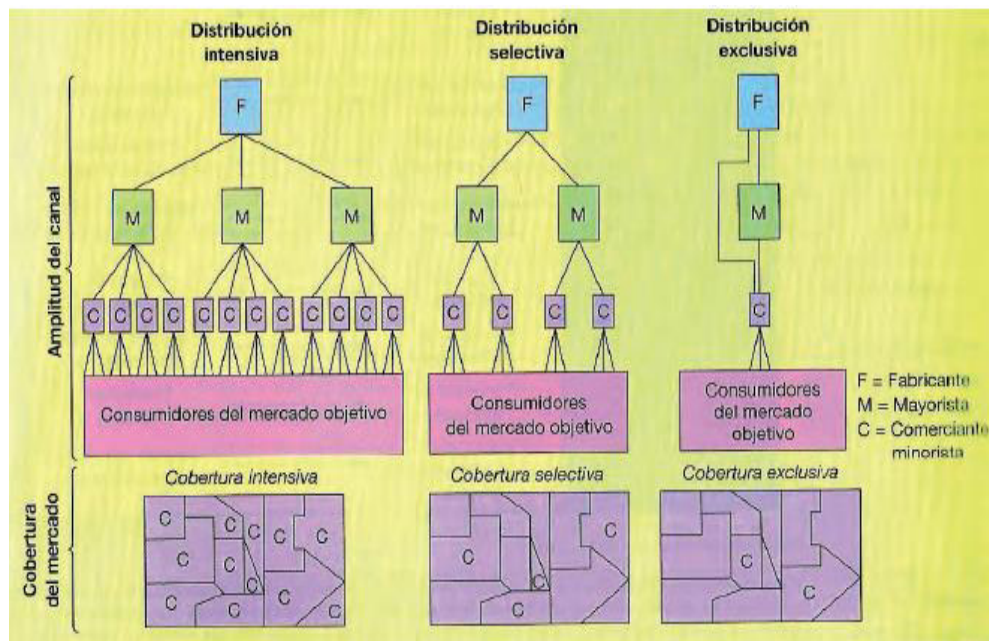 Distribución
intensiva
Distribución
selectiva
Distribución
exclusiva
F
F
F
Amplitud del canal
M M M
M M
M
C C C C C C C C C C C C
C C C C
C
Consumidores del mercado objetivo
Consumidores
del mercado objetivo
Consumidores
del mercado
objetivo
F = Fabricante
M = Mayorista
C = Comerciante
minorista
Cobertura
del mercado
Cobertura intensiva
Cobertura selectiva
Cobertura exclusiva
C C C C C
C C C C
C C C
C
C
C
C
C